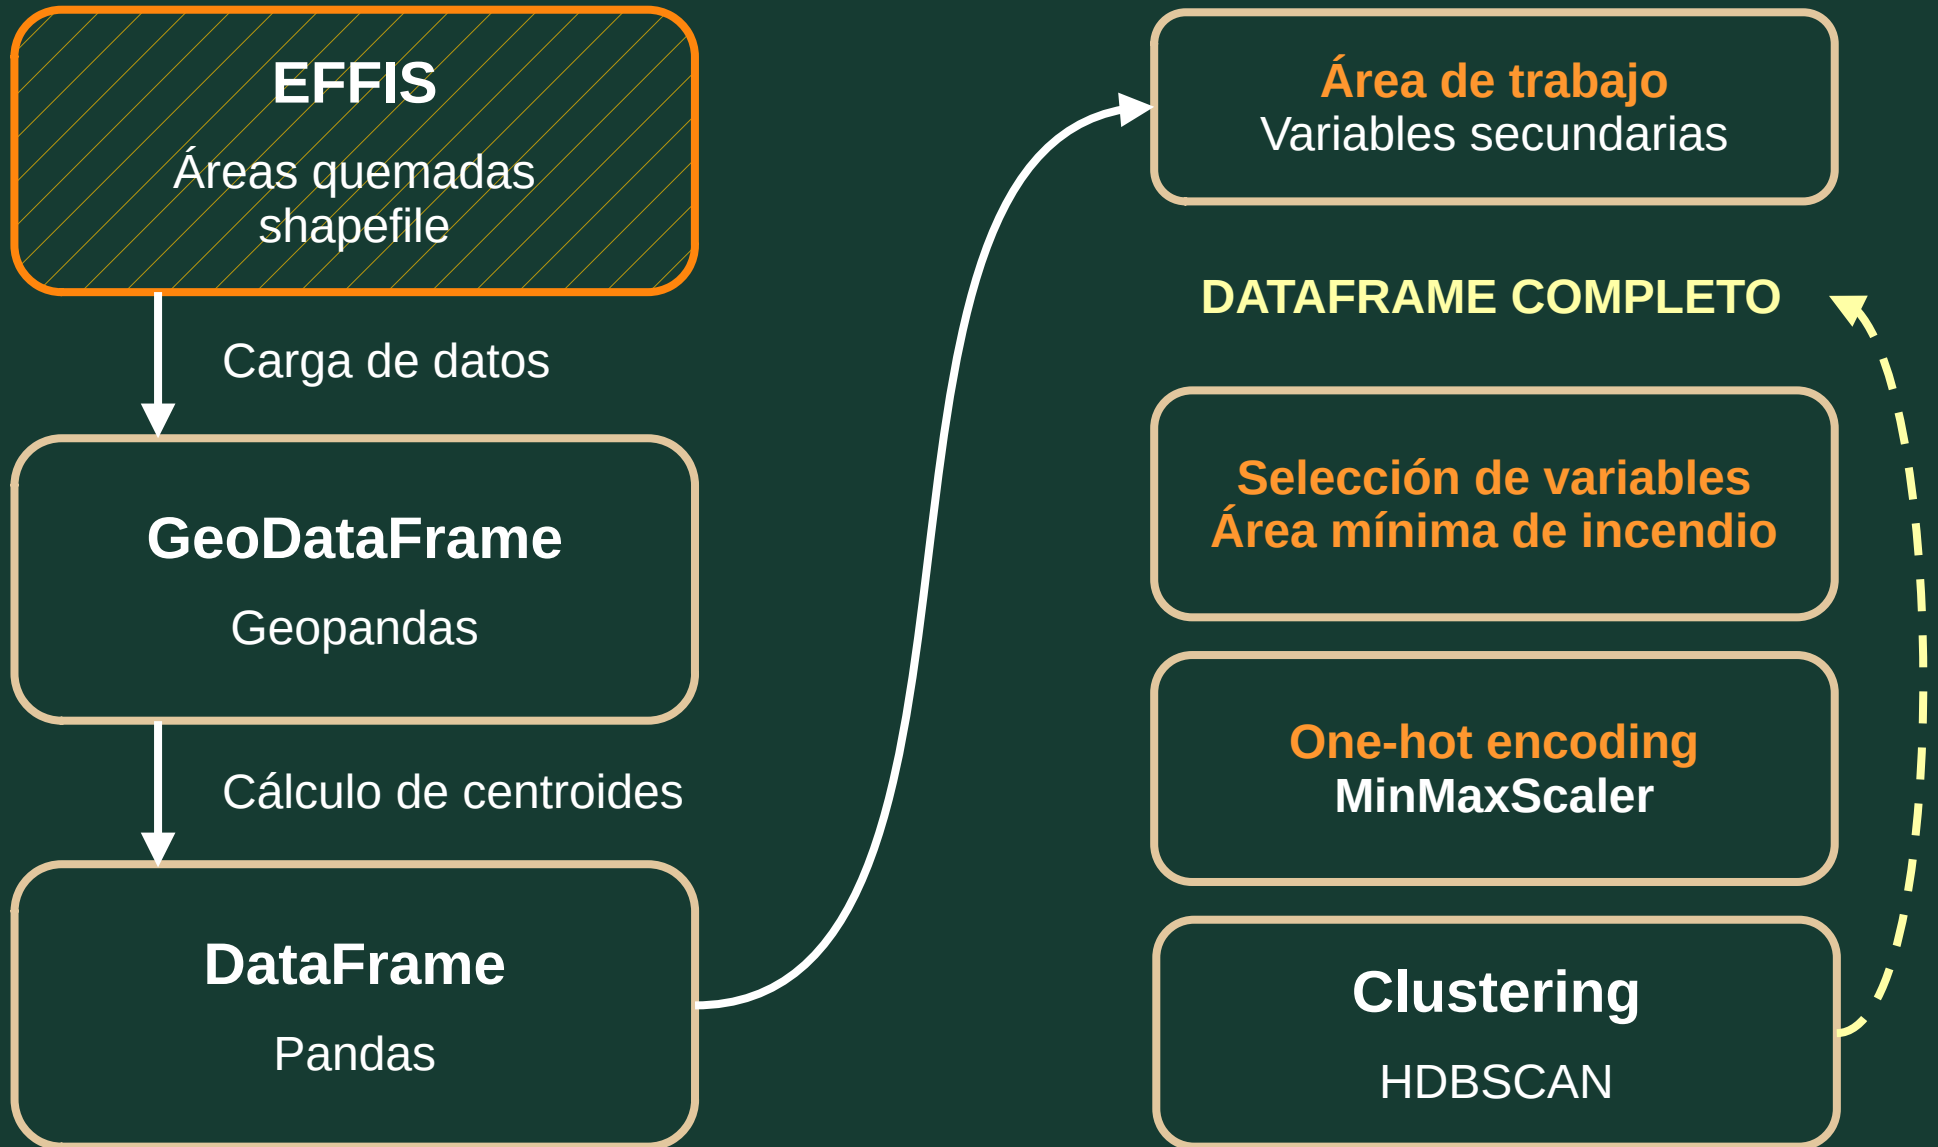 EFFIS
Áreas quemadas
shapefile
Carga de datos
GeoDataFrame
Geopandas
Cálculo de centroides
DataFrame
Pandas
Área de trabajo
Variables secundarias
DATAFRAME COMPLETO
Selección de variables
Área mínima de incendio
One-hot encoding
MinMaxScaler
Clustering
HDBSCAN